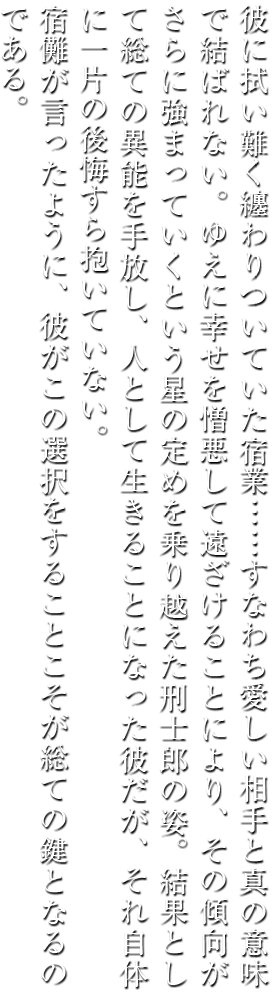 彼に拭い難く纏わりついていた宿業……すなわち愛しい相手と真の意味
で結ばれない。ゆえに幸せを憎悪して遠ざけることにより、その傾向が
さらに強まっていくという星の定めを乗り越えた刑士郎の姿。結果とし
て総ての異能を手放し、人として生きることになった彼だが、それ自体
に一片の後悔すら抱いていない。
宿儺が言ったように、彼がこの選択をすることこそが総ての鍵となるの
である。